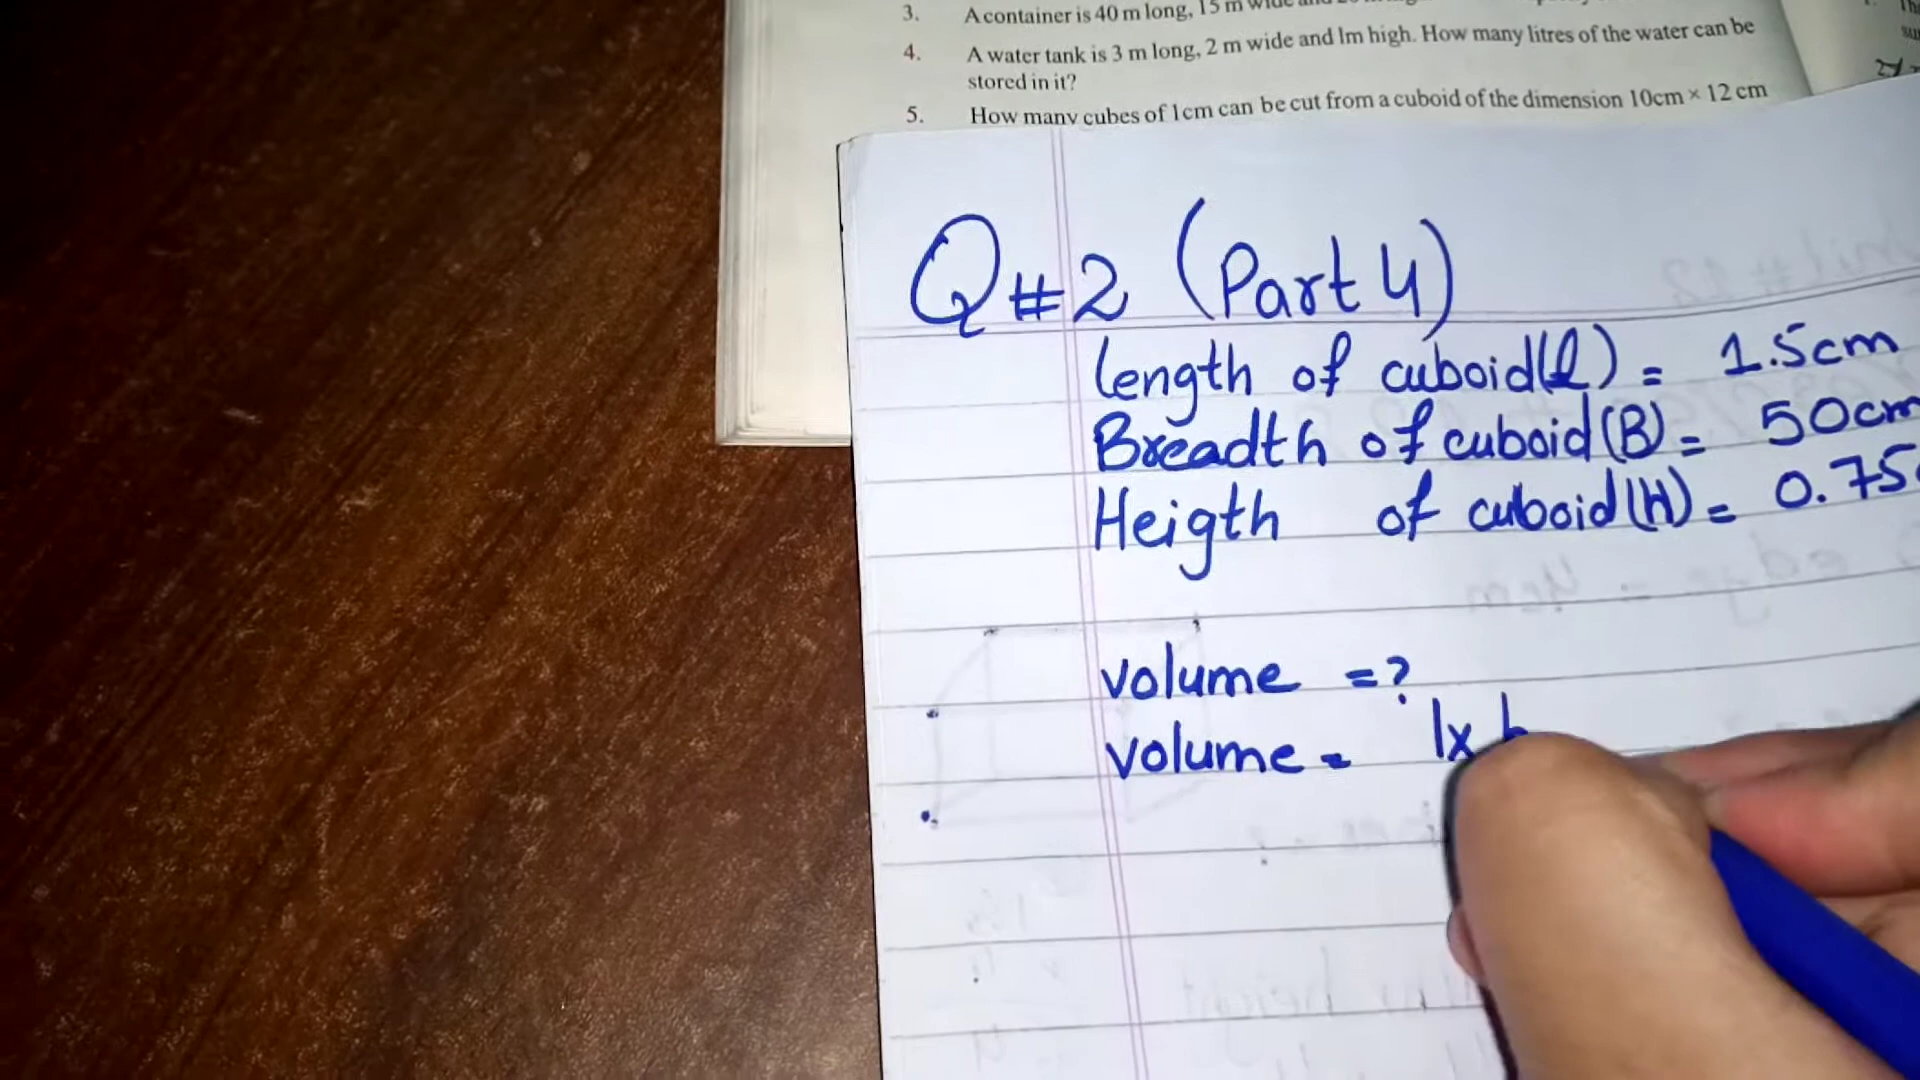 3. A container is 40 m long, 15 m wide and
4. A water tank is 3 m long, 2 m wide and 1m high. How many litres of the water can be
stored in it?
5. How many cubes of 1cm can be cut from a cuboid of the dimension 10cm × 12 cm
Q#2 (Part 4)
length of cuboid(l) = 1.5cm
Breadth of cuboid(B) = 50cm
Heigth of cuboid(H) = 0.75
volume =?
volume = lx b